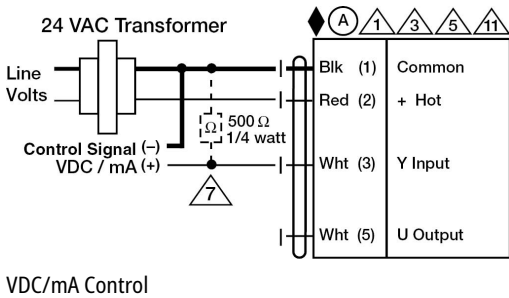 24 VAC Transformer
A 1 3 5 11
Line
Volts
Blk (1) Common
Red (2) + Hot
Ω 500 Ω
1/4 watt
Control Signal (–)
VDC / mA (+)
Wht (3) Y Input
7
Wht (5) U Output
VDC/mA Control